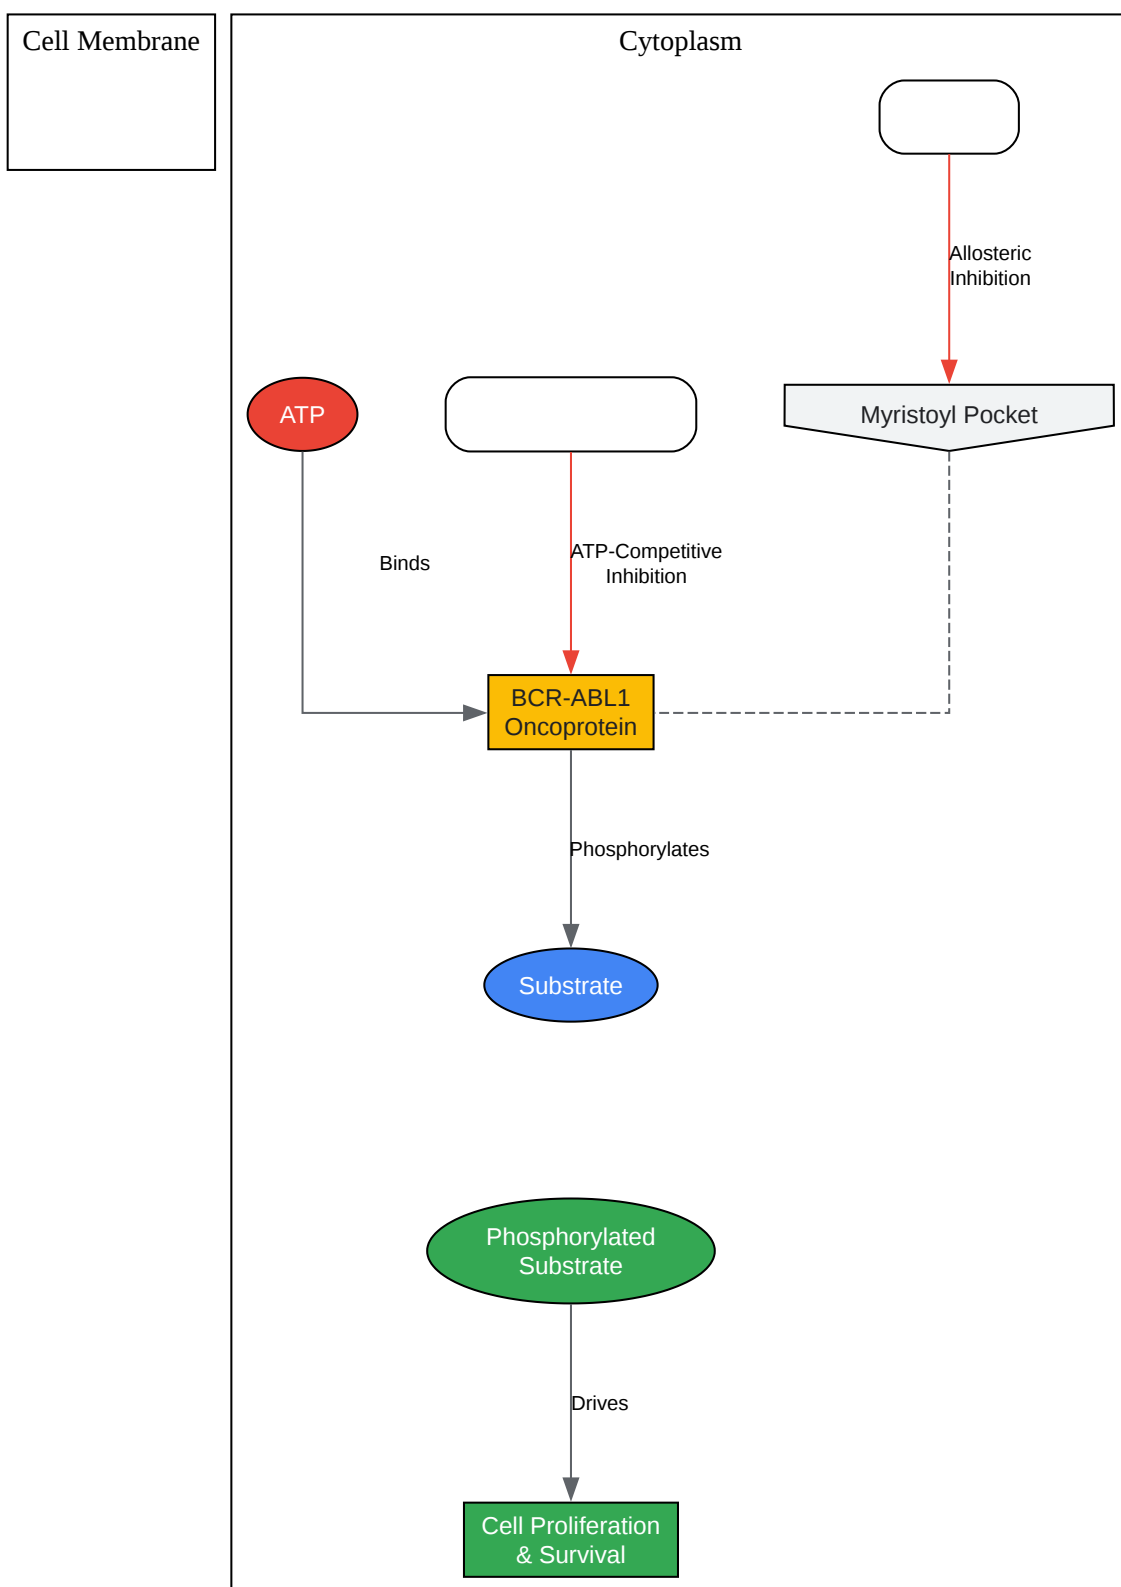 Cell Membrane
Cytoplasm
Allosteric
Inhibition
ATP
Myristoyl Pocket
Binds
ATP-Competitive
Inhibition
BCR-ABL1
Oncoprotein
Phosphorylates
Substrate
Phosphorylated
Substrate
Drives
Cell Proliferation
& Survival